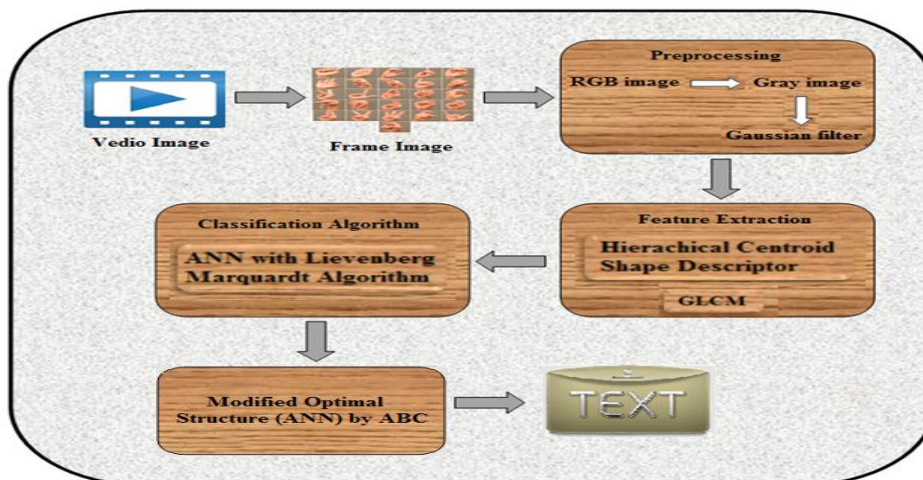 Vedio Image
Frame Image
Preprocessing
RGB image
Gray image
Gaussian filter
Feature Extraction
Hierachical Centroid
Shape Descriptor
GLCM
Classification Algorithm
ANN with Lievenberg
Marquardt Algorithm
Modified Optimal
Structure (ANN) by ABC
TEXT